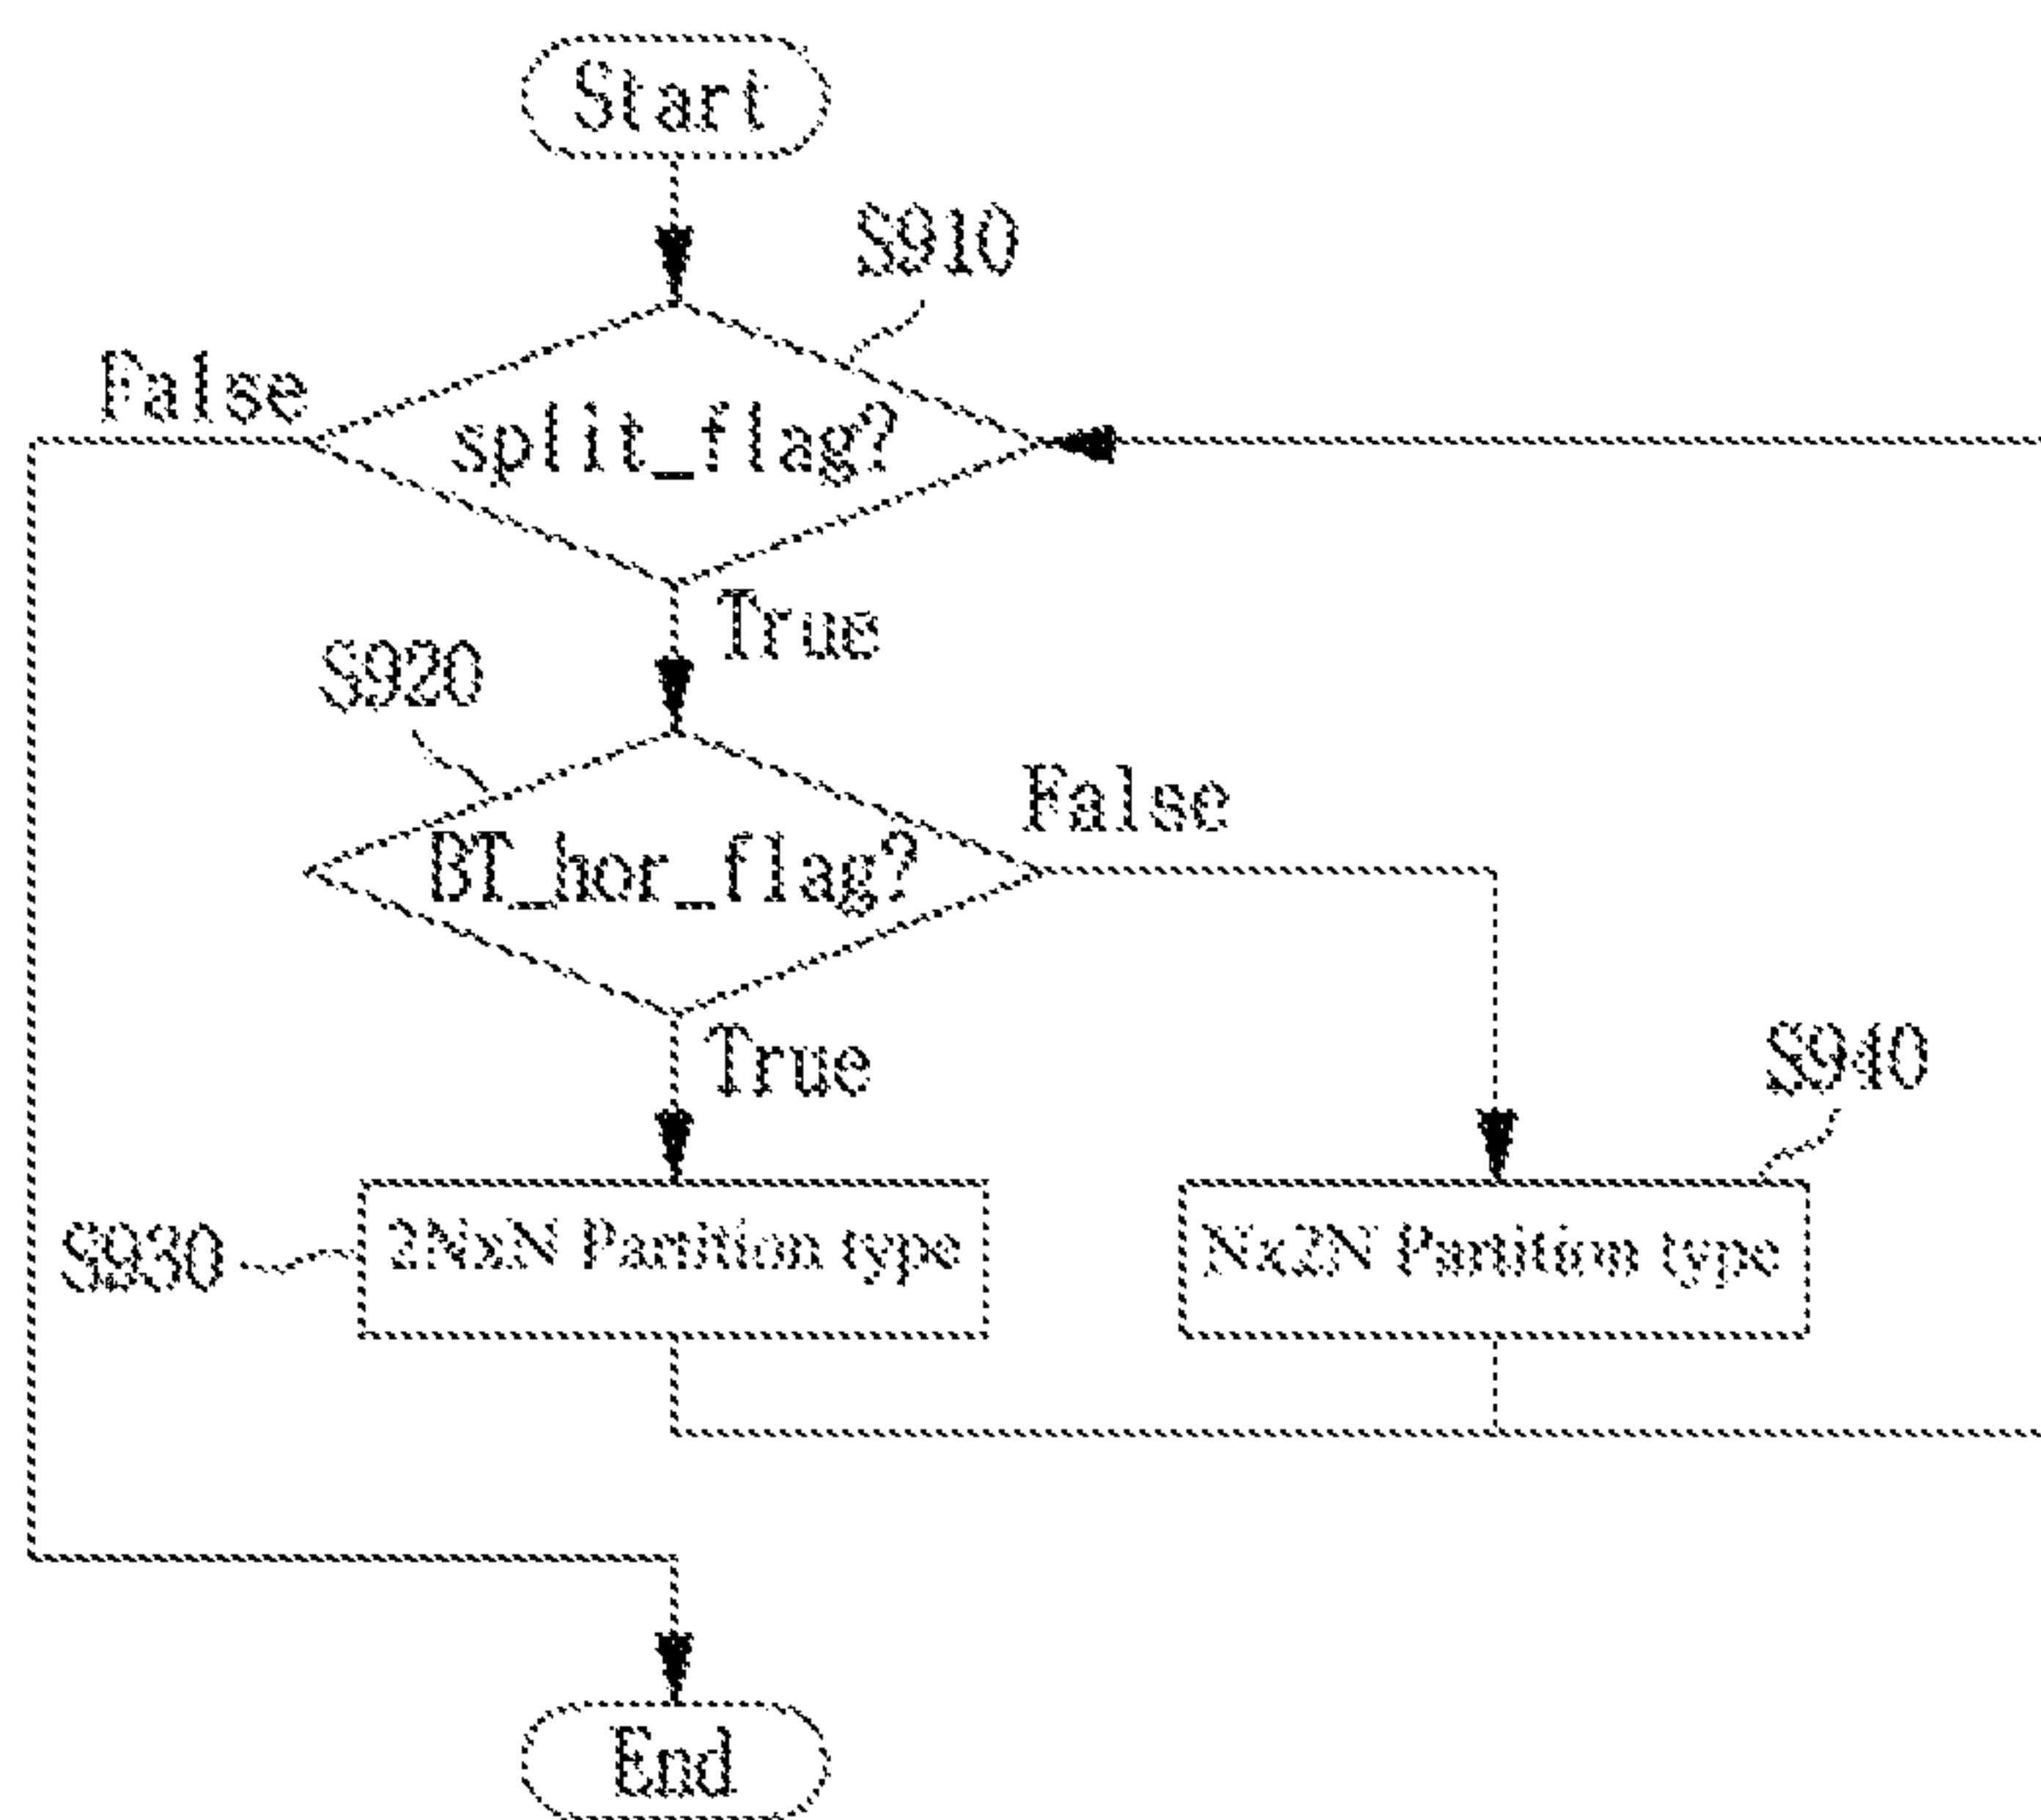 Start
S910
False
split_flag?
True
S920
False
BT_hor_flag?
True
S940
S930
2NxN Partition type
Nx2N Partition type
End